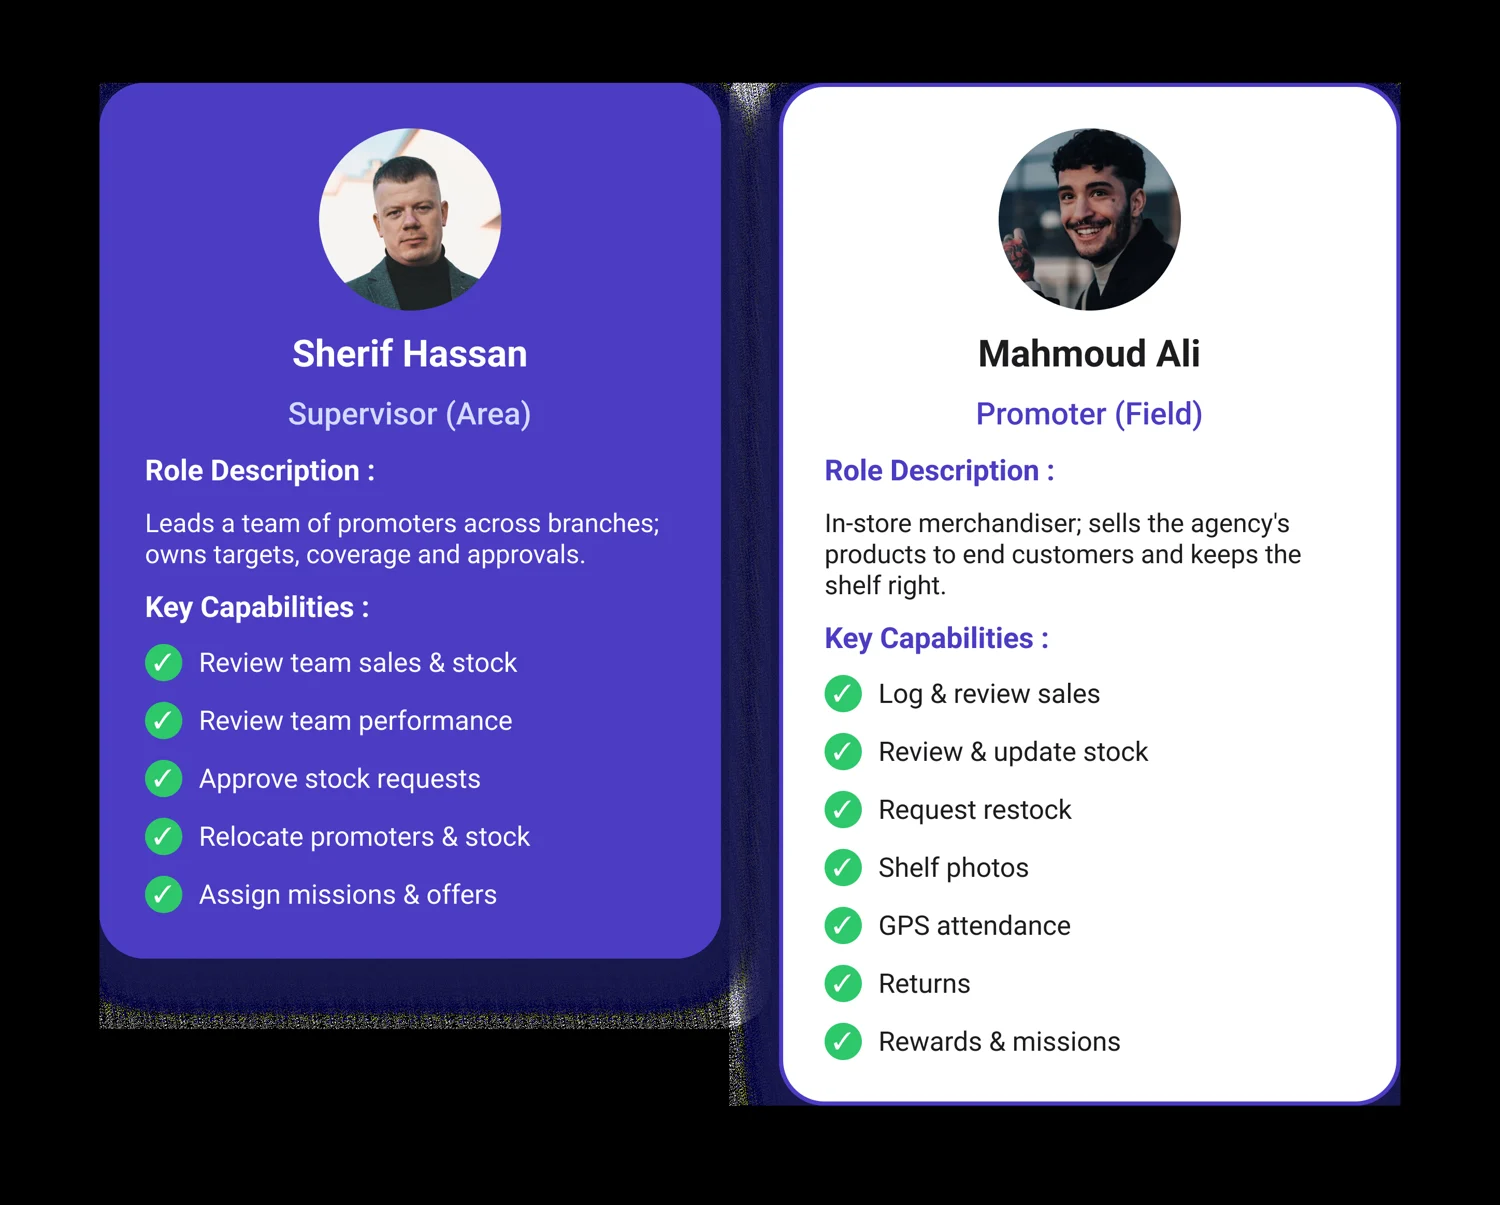 Sherif Hassan
Supervisor (Area)
Role Description :
Leads a team of promoters across branches;
owns targets, coverage and approvals.
Key Capabilities :
✓ Review team sales & stock
✓ Review team performance
✓ Approve stock requests
✓ Relocate promoters & stock
✓ Assign missions & offers
Mahmoud Ali
Promoter (Field)
Role Description :
In-store merchandiser; sells the agency's
products to end customers and keeps the
shelf right.
Key Capabilities :
✓ Log & review sales
✓ Review & update stock
✓ Request restock
✓ Shelf photos
✓ GPS attendance
✓ Returns
✓ Rewards & missions